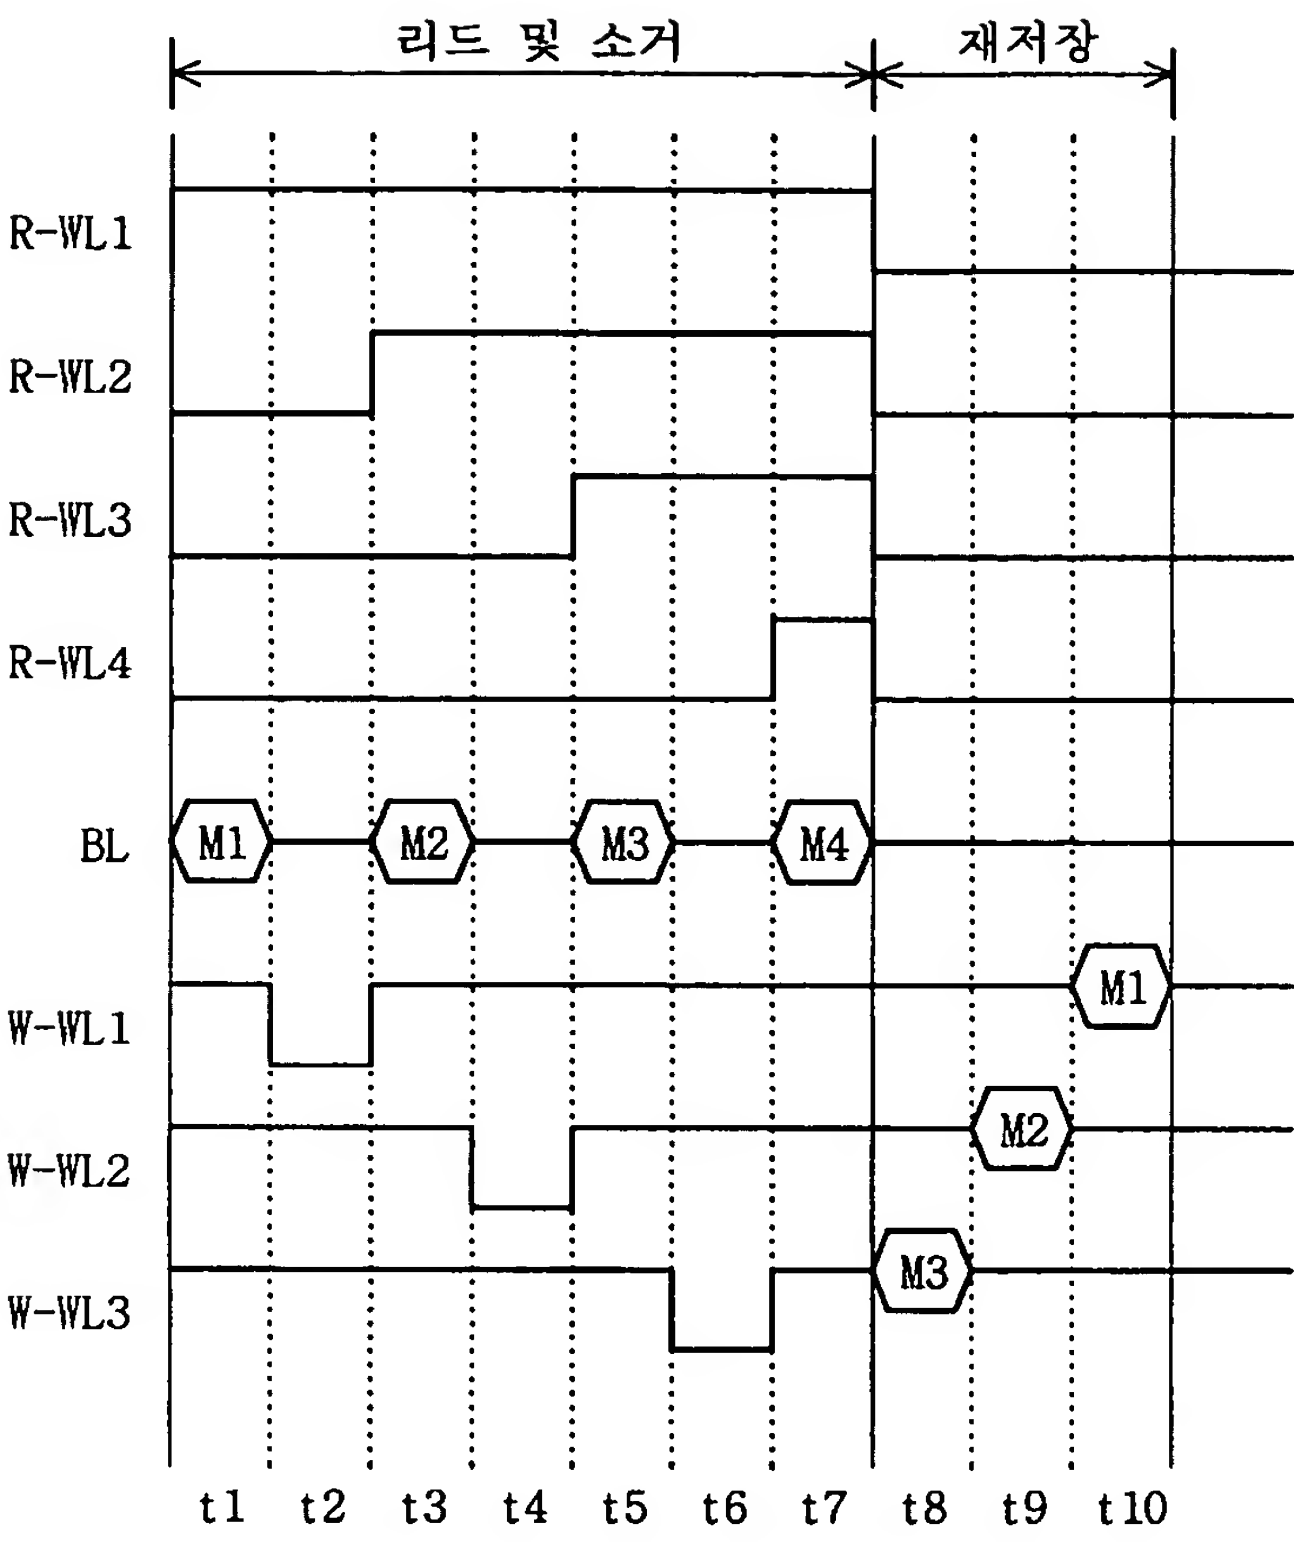 리드 및 소거 재저장
R-WL1
R-WL2
R-WL3
R-WL4
BL M1 M2 M3 M4
W-WL1 M1
W-WL2 M2
W-WL3 M3
t1 t2 t3 t4 t5 t6 t7 t8 t9 t10